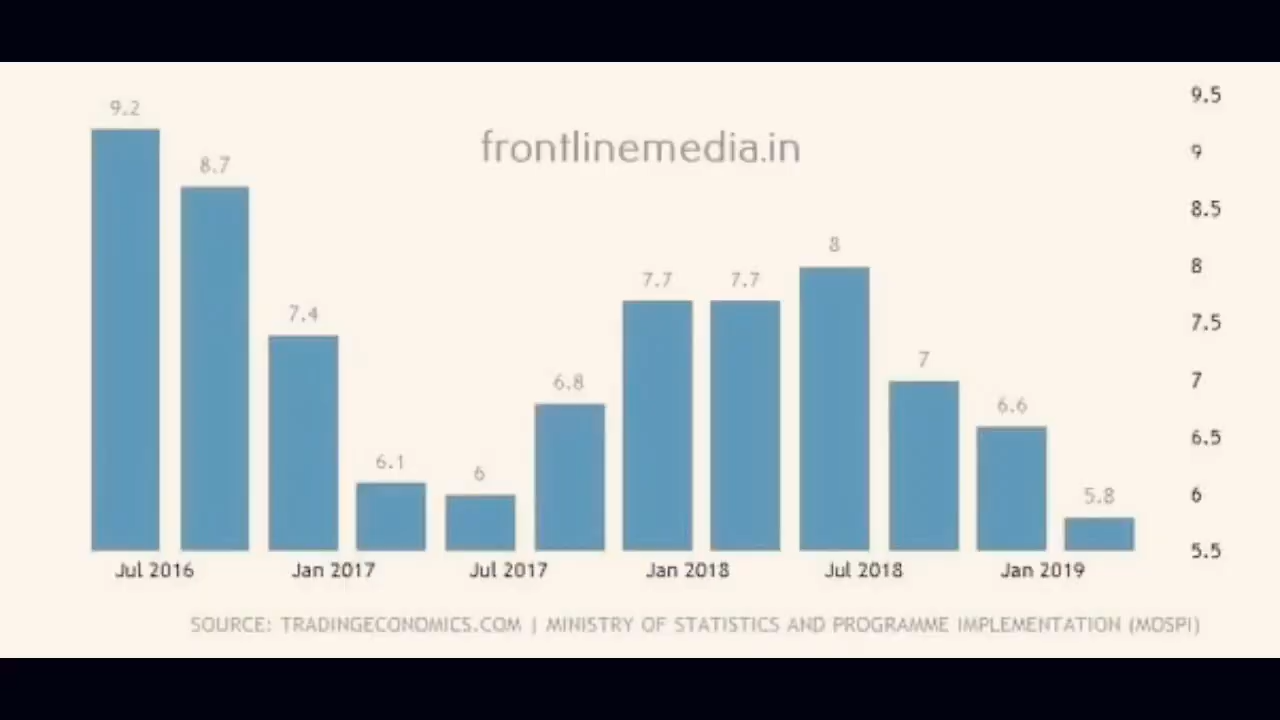 9.2
9.5
frontlinemedia.in
9
8.7
8.5
8
8
7.7
7.7
7.4
7.5
7
7
6.8
6.6
6.5
6.1
6
5.8
6
5.5
Jul 2016
Jan 2017
Jul 2017
Jan 2018
Jul 2018
Jan 2019
SOURCE: TRADINGECONOMICS.COM | MINISTRY OF STATISTICS AND PROGRAMME IMPLEMENTATION (MOSPI)